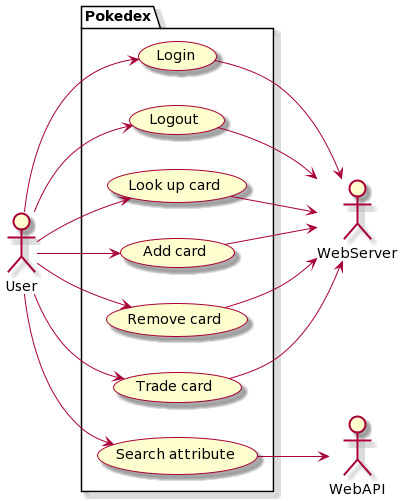 Pokedex
Login
Logout
Look up card
Add card
Remove card
Trade card
Search attribute
User
WebServer
WebAPI